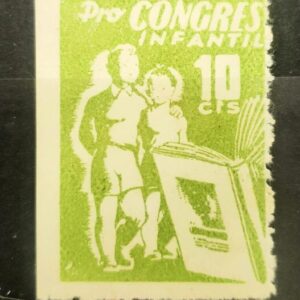 Pro CONGRES
INFANTIL
10
CTS